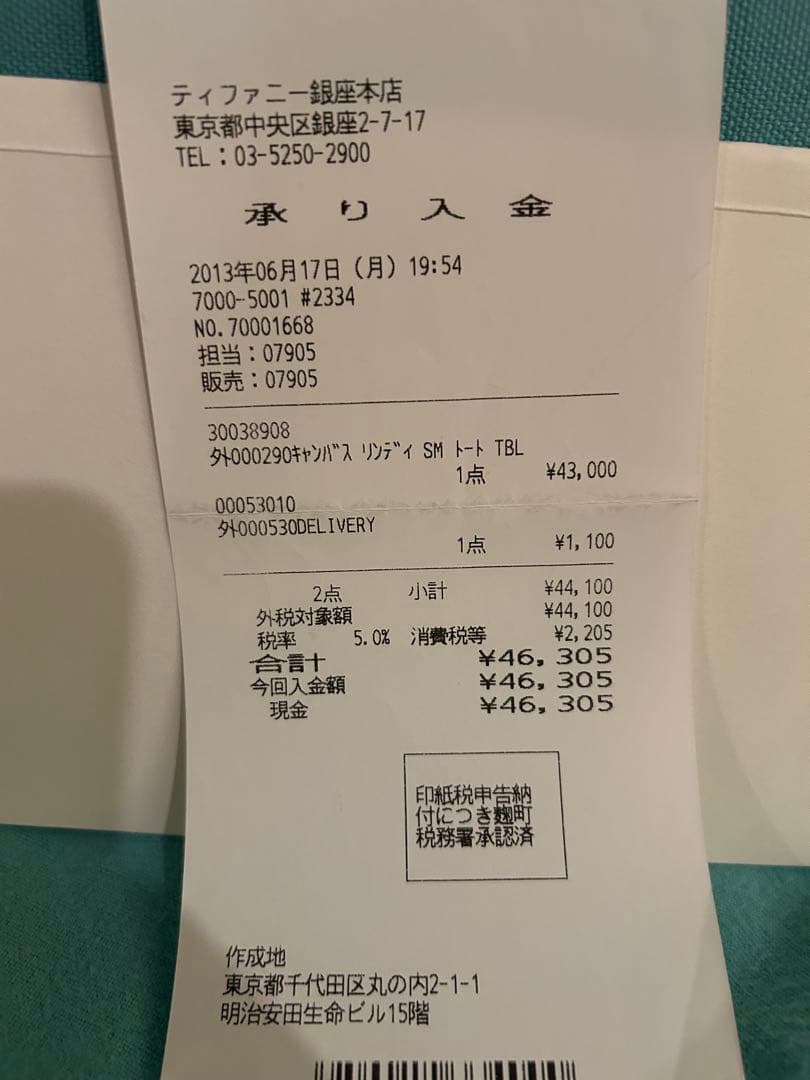 ティファニー銀座本店
東京都中央区銀座2-7-17
TEL：03-5250-2900
承り入金
2013年06月17日（月）19:54
7000-5001 #2334
NO.70001668
担当：07905
販売：07905
30038908
外000290ｷｬﾝﾊﾞｽ ﾘﾝﾃﾞｨ SM ﾄｰﾄ TBL
1点 ¥43,000
00053010
外000530DELIVERY
1点 ¥1,100
2点 小計 ¥44,100
外税対象額 ¥44,100
税率 5.0% 消費税等 ¥2,205
合計 ¥46,305
今回入金額 ¥46,305
現金 ¥46,305
印紙税申告納
付につき麹町
税務署承認済
作成地
東京都千代田区丸の内2-1-1
明治安田生命ビル15階